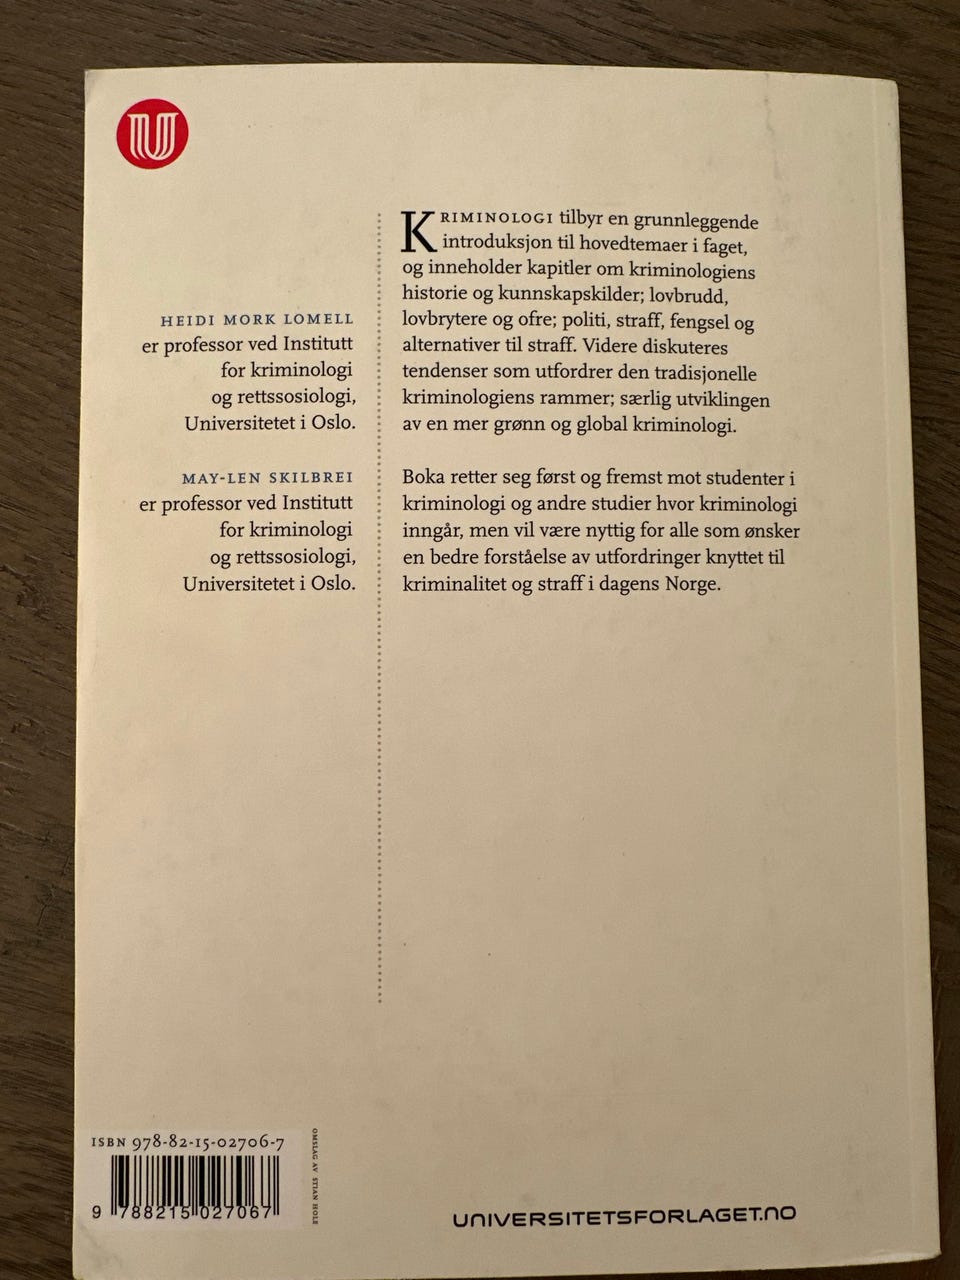 U
HEIDI MORK LOMELL
er professor ved Institutt
for kriminologi
og rettssosiologi,
Universitetet i Oslo.
MAY-LEN SKILBREI
er professor ved Institutt
for kriminologi
og rettssosiologi,
Universitetet i Oslo.
KRIMINOLOGI tilbyr en grunnleggende
introduksjon til hovedtemaer i faget,
og inneholder kapitler om kriminologiens
historie og kunnskapskilder; lovbrudd,
lovbrytere og ofre; politi, straff, fengsel og
alternativer til straff. Videre diskuteres
tendenser som utfordrer den tradisjonelle
kriminologiens rammer; særlig utviklingen
av en mer grønn og global kriminologi.
Boka retter seg først og fremst mot studenter i
kriminologi og andre studier hvor kriminologi
inngår, men vil være nyttig for alle som ønsker
en bedre forståelse av utfordringer knyttet til
kriminalitet og straff i dagens Norge.
ISBN 978-82-15-02706-7
9 788215 027067
OMSLAG AV STIAN HOLE
UNIVERSITETSFORLAGET.NO